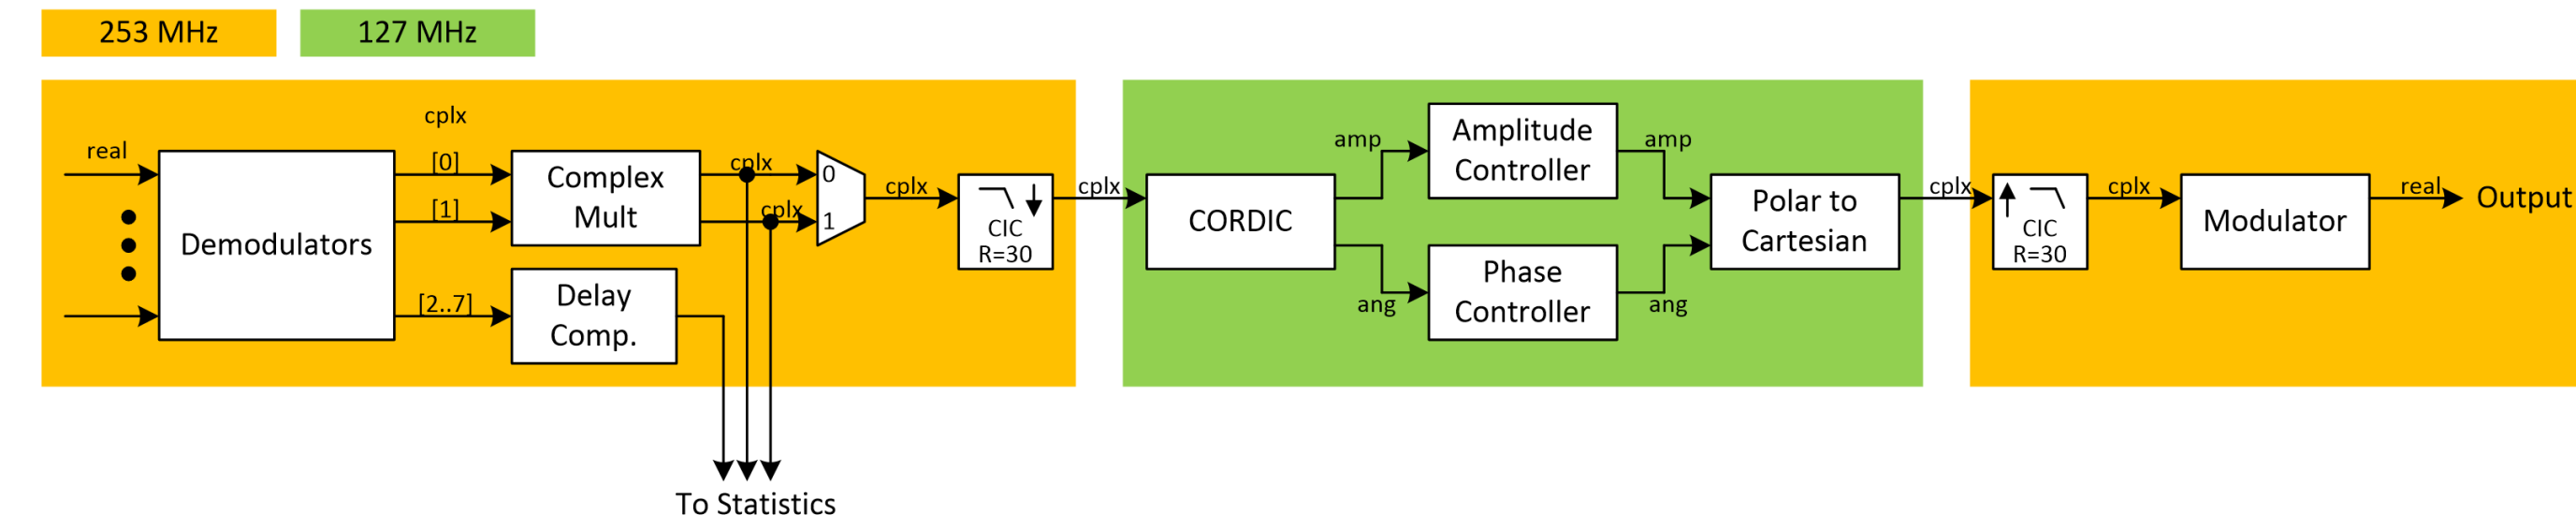 253 MHz
127 MHz
cplx
real
[0]
[1]
[2..7]
Demodulators
Complex
Mult
Delay
Comp.
cplx
cplx
0
1
cplx
CIC
R=30
To Statistics
cplx
CORDIC
amp
ang
Amplitude
Controller
Phase
Controller
amp
ang
Polar to
Cartesian
cplx
CIC
R=30
cplx
Modulator
real
Output